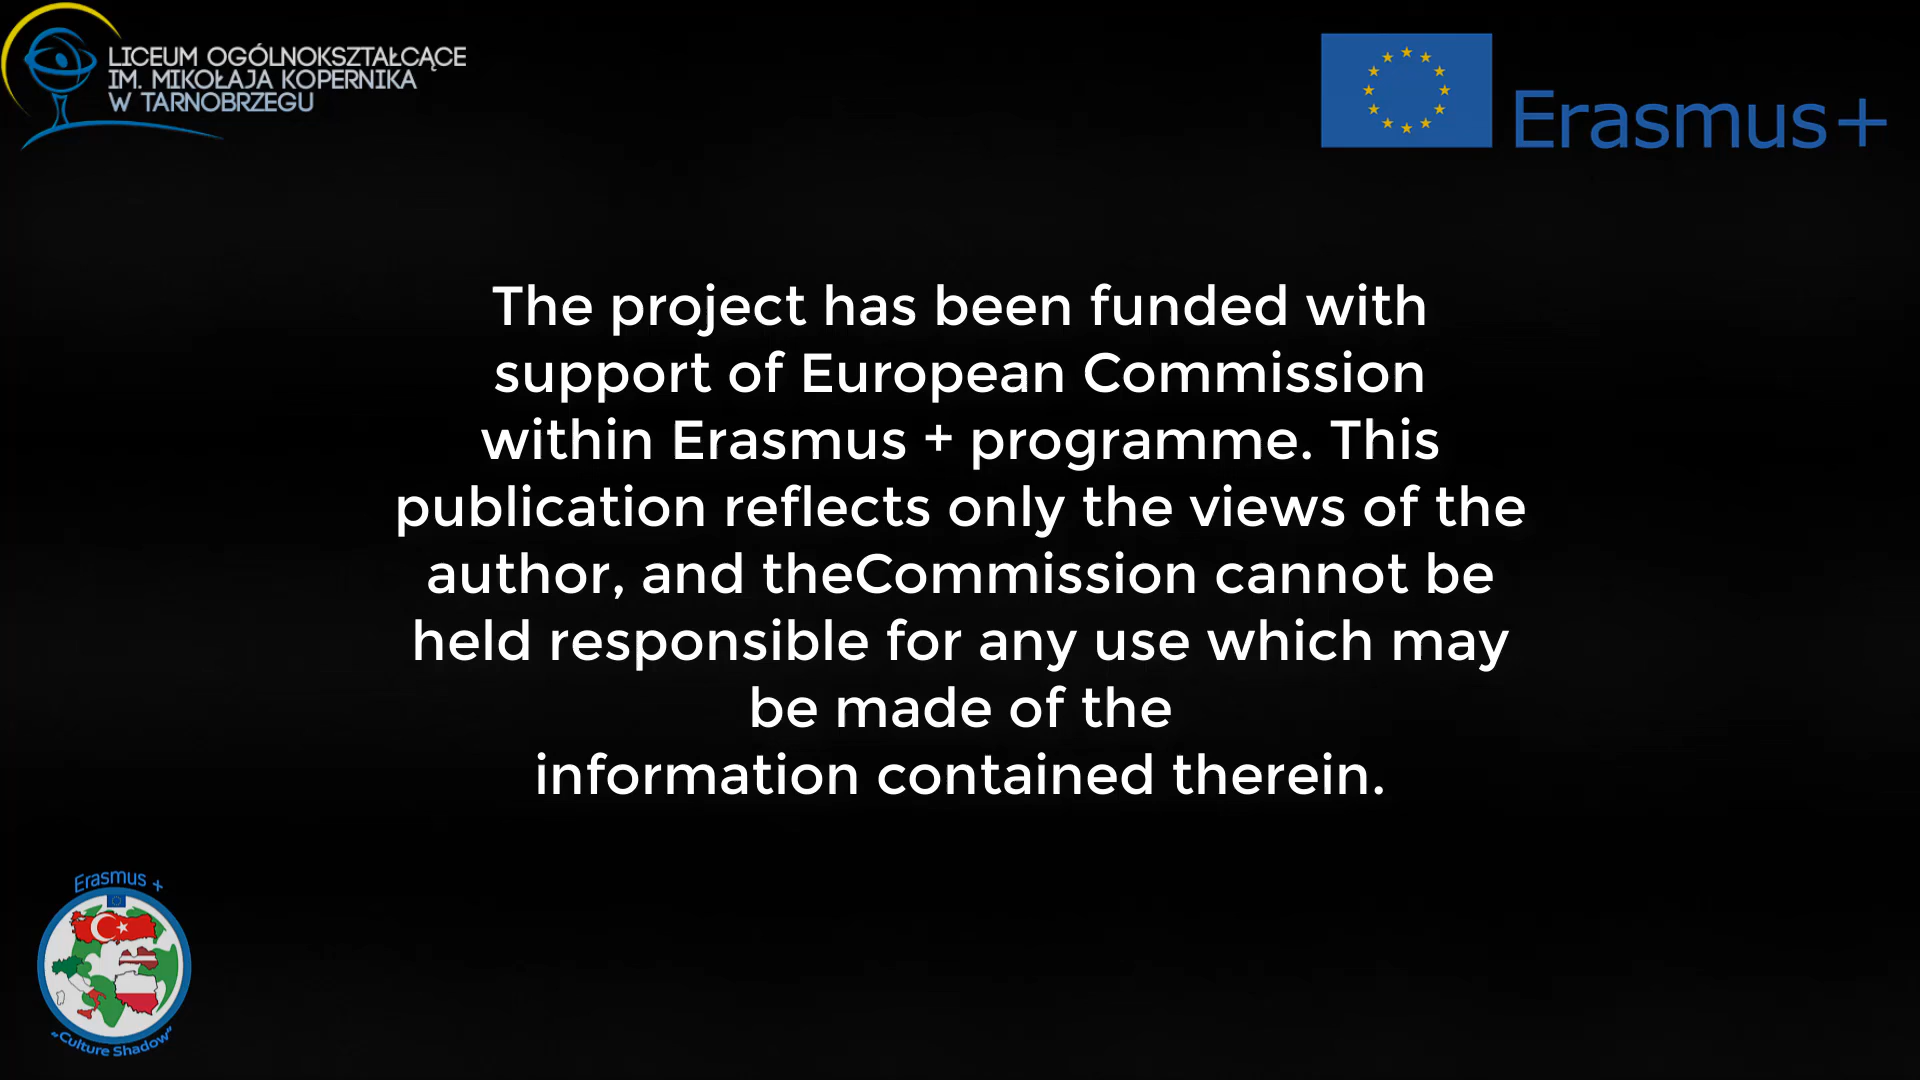 LICEUM OGÓLNOKSZTAŁCĄCE
IM. MIKOŁAJA KOPERNIKA
W TARNOBRZEGU
Erasmus+
The project has been funded with
support of European Commission
within Erasmus + programme. This
publication reflects only the views of the
author, and theCommission cannot be
held responsible for any use which may
be made of the
information contained therein.
Erasmus +
„Culture Shadow”